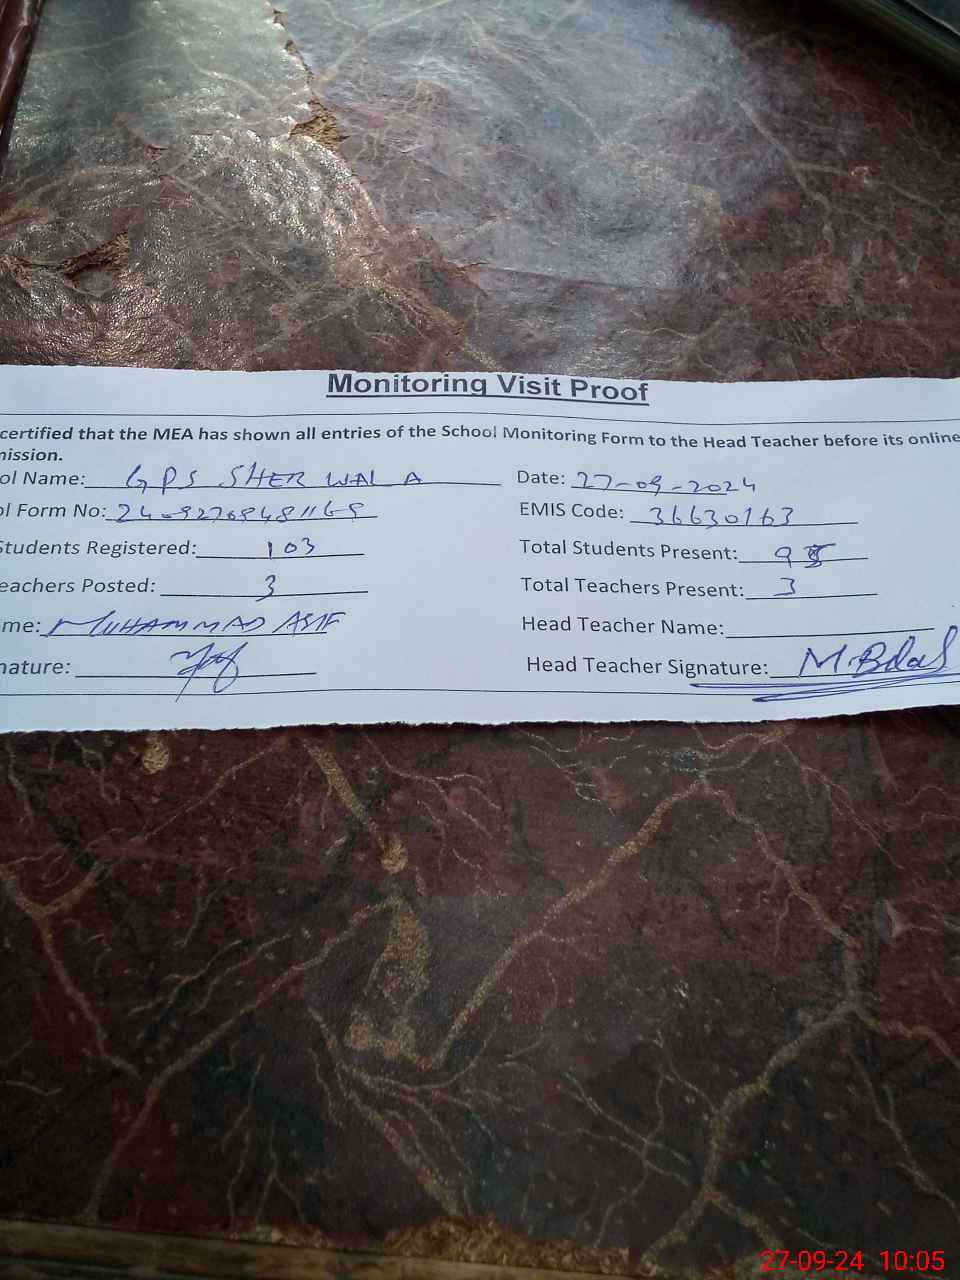 Monitoring Visit Proof
certified that the MEA has shown all entries of the School Monitoring Form to the Head Teacher before its online
mission.
ol Name: GPS SHER WALA Date: 27-09-2024
ol Form No: EMIS Code: 36630163
Students Registered: 103 Total Students Present:
eachers Posted: 3 Total Teachers Present: 3
me: MUHAMMAD ASIF Head Teacher Name:
nature: Head Teacher Signature:
27-09-24 10:05